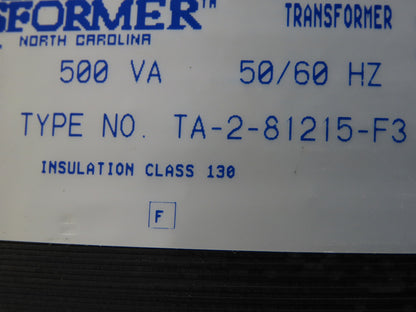 SFORMER™ TRANSFORMER
NORTH CAROLINA
500 VA 50/60 HZ
TYPE NO. TA-2-81215-F3
INSULATION CLASS 130
F